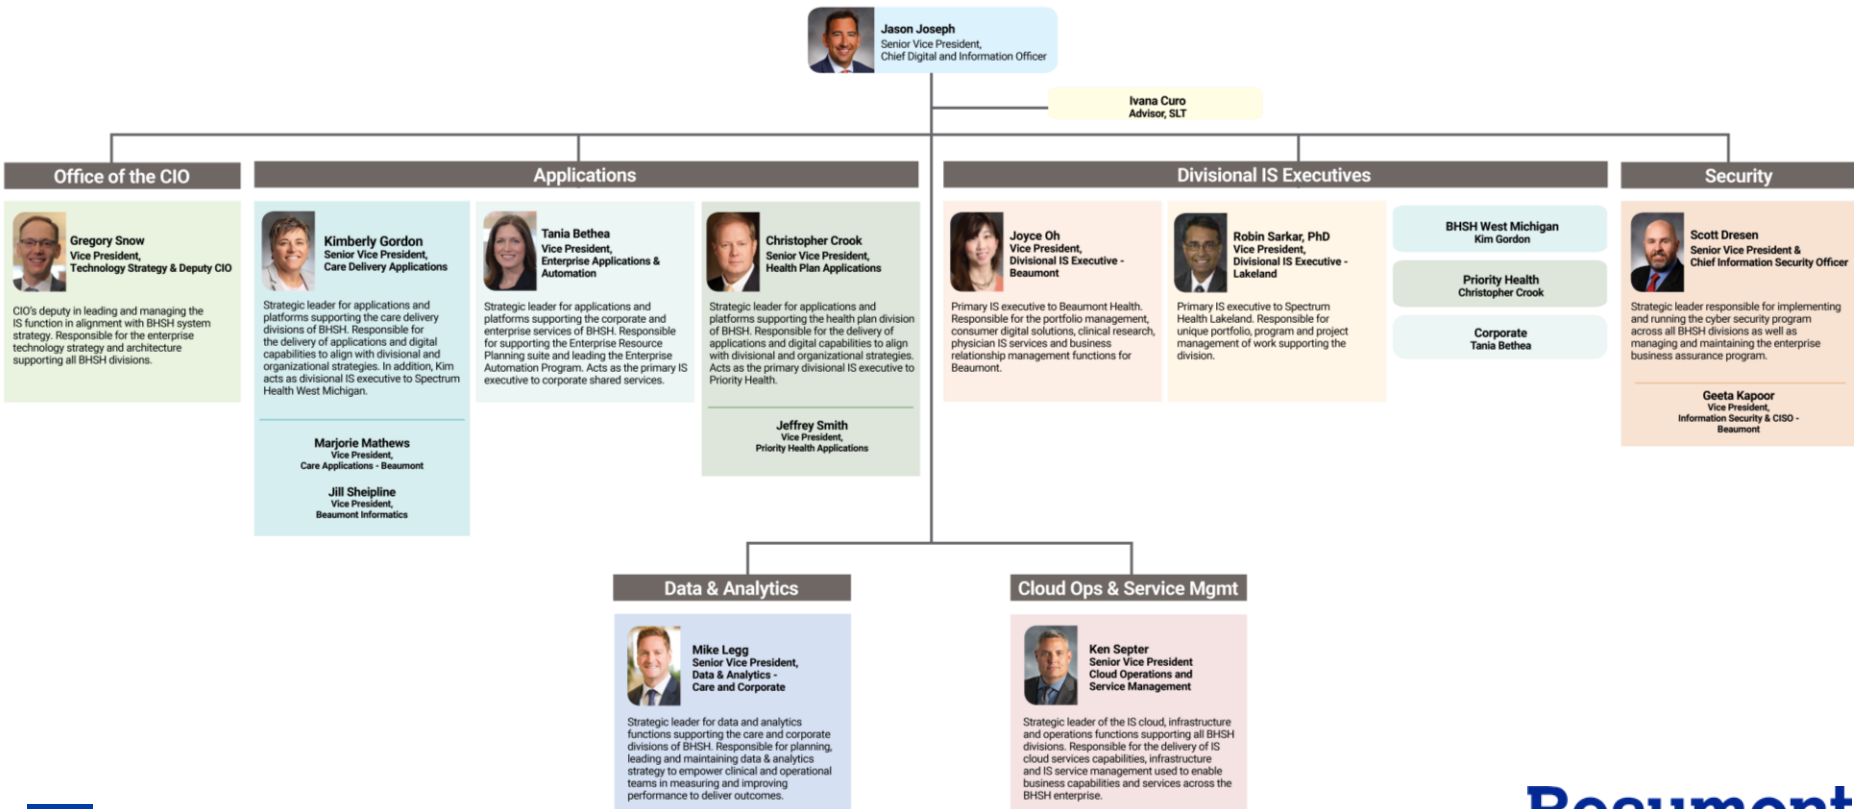 Jason Joseph
Senior Vice President,
Chief Digital and Information Officer
Ivana Curo
Advisor, SLT
Office of the CIO
Gregory Snow
Vice President,
Technology Strategy & Deputy CIO
CIO's deputy in leading and managing the
IS function in alignment with BHSH system
strategy. Responsible for the enterprise
technology strategy and architecture
supporting all BHSH divisions.
Applications
Kimberly Gordon
Senior Vice President,
Care Delivery Applications
Strategic leader for applications and
platforms supporting the care delivery
divisions of BHSH. Responsible for
the delivery of applications and digital
capabilities to align with divisional and
organizational strategies. In addition, Kim
acts as divisional IS executive to Spectrum
Health West Michigan.
Marjorie Mathews
Vice President,
Care Applications - Beaumont
Jill Sheipline
Vice President,
Beaumont Informatics
Tania Bethea
Vice President,
Enterprise Applications &
Automation
Strategic leader for applications and
platforms supporting the corporate and
enterprise services of BHSH. Responsible
for supporting the Enterprise Resource
Planning suite and leading the Enterprise
Automation Program. Acts as the primary IS
executive to corporate shared services.
Christopher Crook
Senior Vice President,
Health Plan Applications
Strategic leader for applications and
platforms supporting the health plan division
of BHSH. Responsible for the delivery of
applications and digital capabilities to align
with divisional and organizational strategies.
Acts as the primary divisional IS executive to
Priority Health.
Jeffrey Smith
Vice President,
Priority Health Applications
Divisional IS Executives
Joyce Oh
Vice President,
Divisional IS Executive -
Beaumont
Primary IS executive to Beaumont Health.
Responsible for the portfolio management,
consumer digital solutions, clinical research,
physician IS services and business
relationship management functions for
Beaumont.
Robin Sarkar, PhD
Vice President,
Divisional IS Executive -
Lakeland
Primary IS executive to Spectrum
Health Lakeland. Responsible for
unique portfolio, program and project
management of work supporting the
division.
BHSH West Michigan
Kim Gordon
Priority Health
Christopher Crook
Corporate
Tania Bethea
Security
Scott Dresen
Senior Vice President &
Chief Information Security Officer
Strategic leader responsible for implementing
and running the cyber security program
across all BHSH divisions as well as
managing and maintaining the enterprise
business assurance program.
Geeta Kapoor
Vice President,
Information Security & CISO -
Beaumont
Data & Analytics
Mike Legg
Senior Vice President,
Data & Analytics -
Care and Corporate
Strategic leader for data and analytics
functions supporting the care and corporate
divisions of BHSH. Responsible for planning,
leading and maintaining data & analytics
strategy to empower clinical and operational
teams in measuring and improving
performance to deliver outcomes.
Cloud Ops & Service Mgmt
Ken Septer
Senior Vice President
Cloud Operations and
Service Management
Strategic leader of the IS cloud, infrastructure
and operations functions supporting all BHSH
divisions. Responsible for the delivery of IS
cloud services capabilities, infrastructure
and IS service management used to enable
business capabilities and services across the
BHSH enterprise.
Beaumont